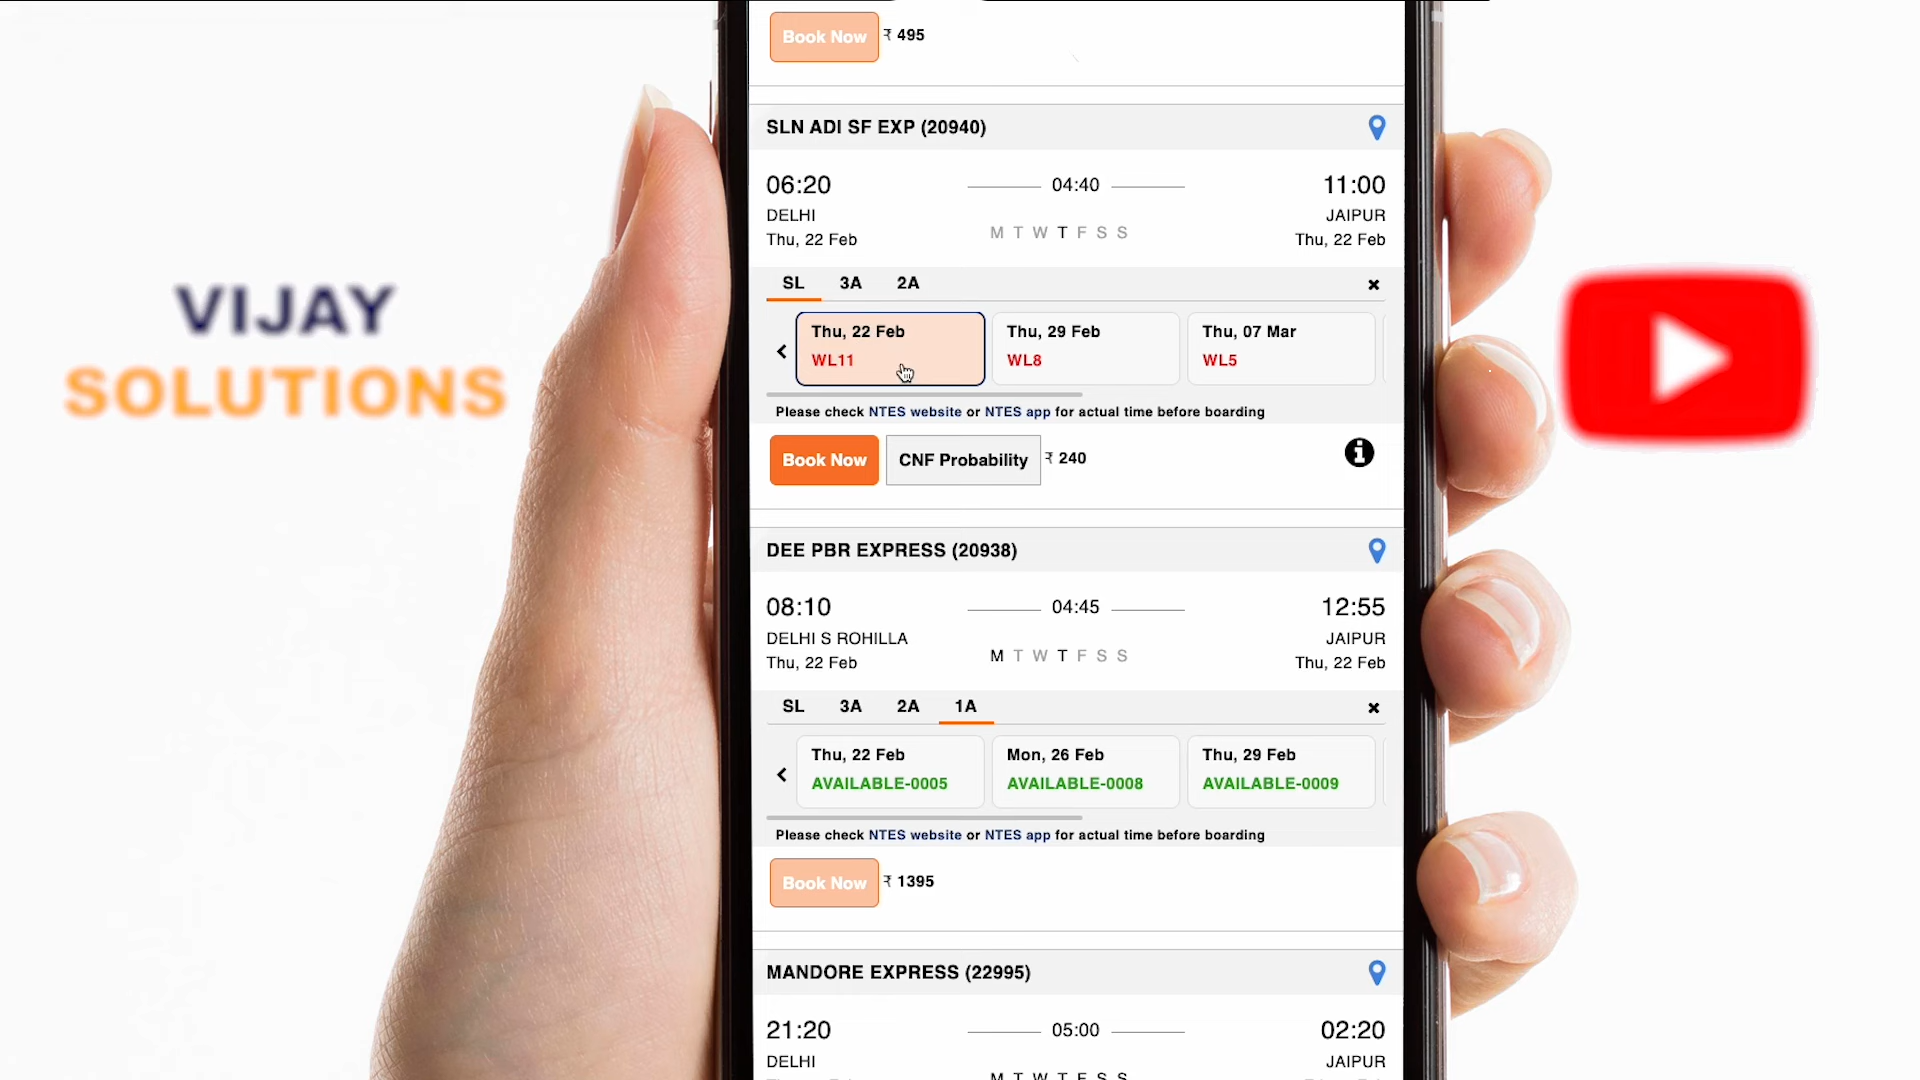 Book Now ₹ 495
SLN ADI SF EXP (20940)
06:20 04:40 11:00
DELHI JAIPUR
M T W T F S S
Thu, 22 Feb Thu, 22 Feb
SL 3A 2A ×
VIJAY
SOLUTIONS
Thu, 22 Feb Thu, 29 Feb Thu, 07 Mar
WL11 WL8 WL5
Please check NTES website or NTES app for actual time before boarding
Book Now CNF Probability ₹ 240
DEE PBR EXPRESS (20938)
08:10 04:45 12:55
DELHI S ROHILLA JAIPUR
M T W T F S S
Thu, 22 Feb Thu, 22 Feb
SL 3A 2A 1A ×
Thu, 22 Feb Mon, 26 Feb Thu, 29 Feb
AVAILABLE-0005 AVAILABLE-0008 AVAILABLE-0009
Please check NTES website or NTES app for actual time before boarding
Book Now ₹ 1395
MANDORE EXPRESS (22995)
21:20 05:00 02:20
DELHI JAIPUR
M T W T F S S